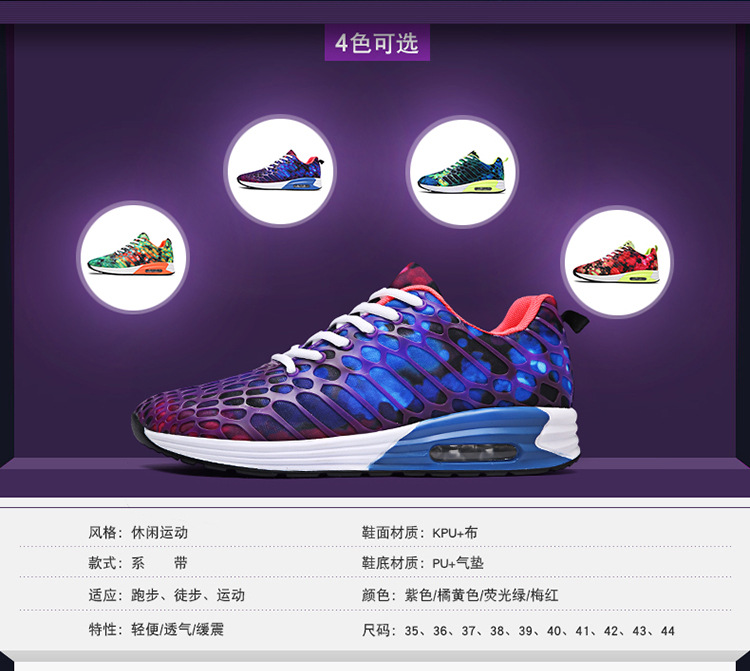 4色可选
风格：休闲运动 鞋面材质：KPU+布
款式：系 带 鞋底材质：PU+气垫
适应：跑步、徒步、运动 颜色：紫色/橘黄色/荧光绿/梅红
特性：轻便/透气/缓震 尺码：35、36、37、38、39、40、41、42、43、44